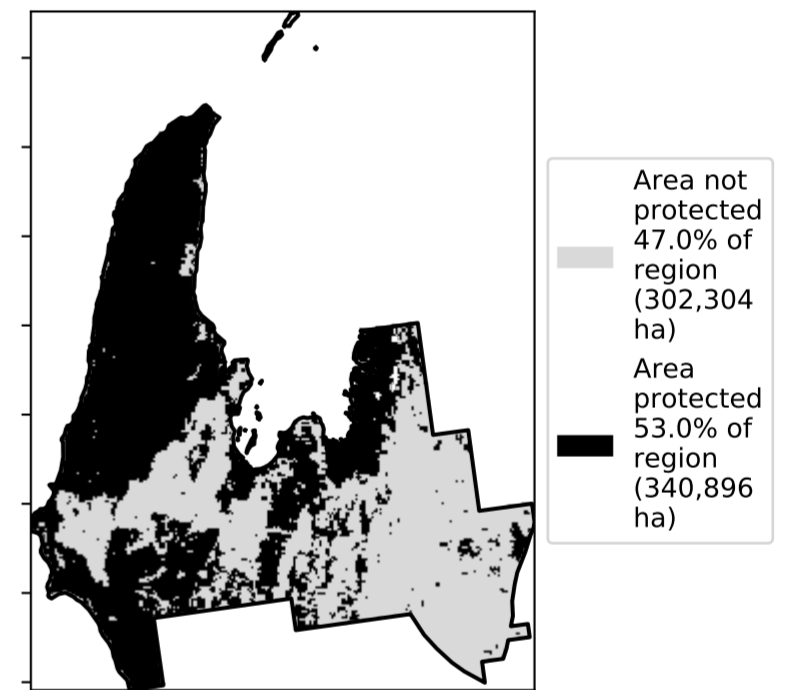 Area not
protected
47.0% of
region
(302,304
ha)
Area
protected
53.0% of
region
(340,896
ha)